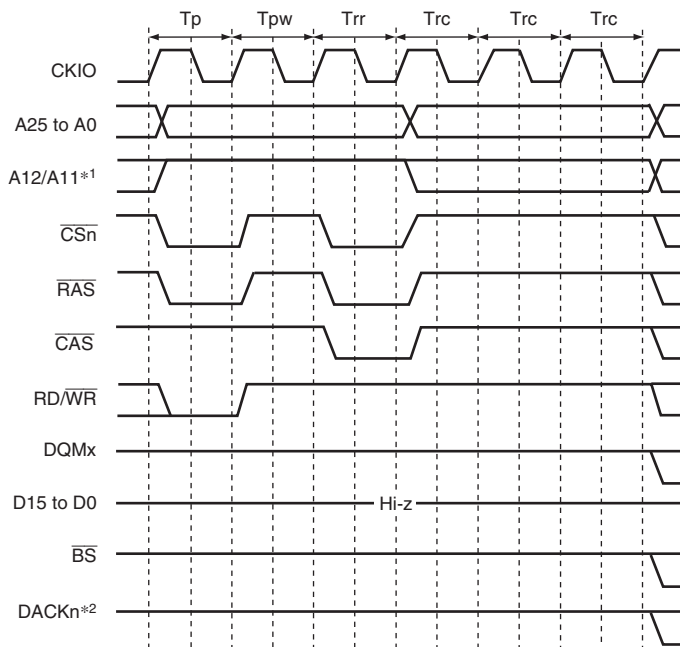 Tp Tpw Trr Trc Trc Trc
CKIO
A25 to A0
A12/A11*1
CSn
RAS
CAS
RD/WR
DQMx
D15 to D0 Hi-z
BS
DACKn*2